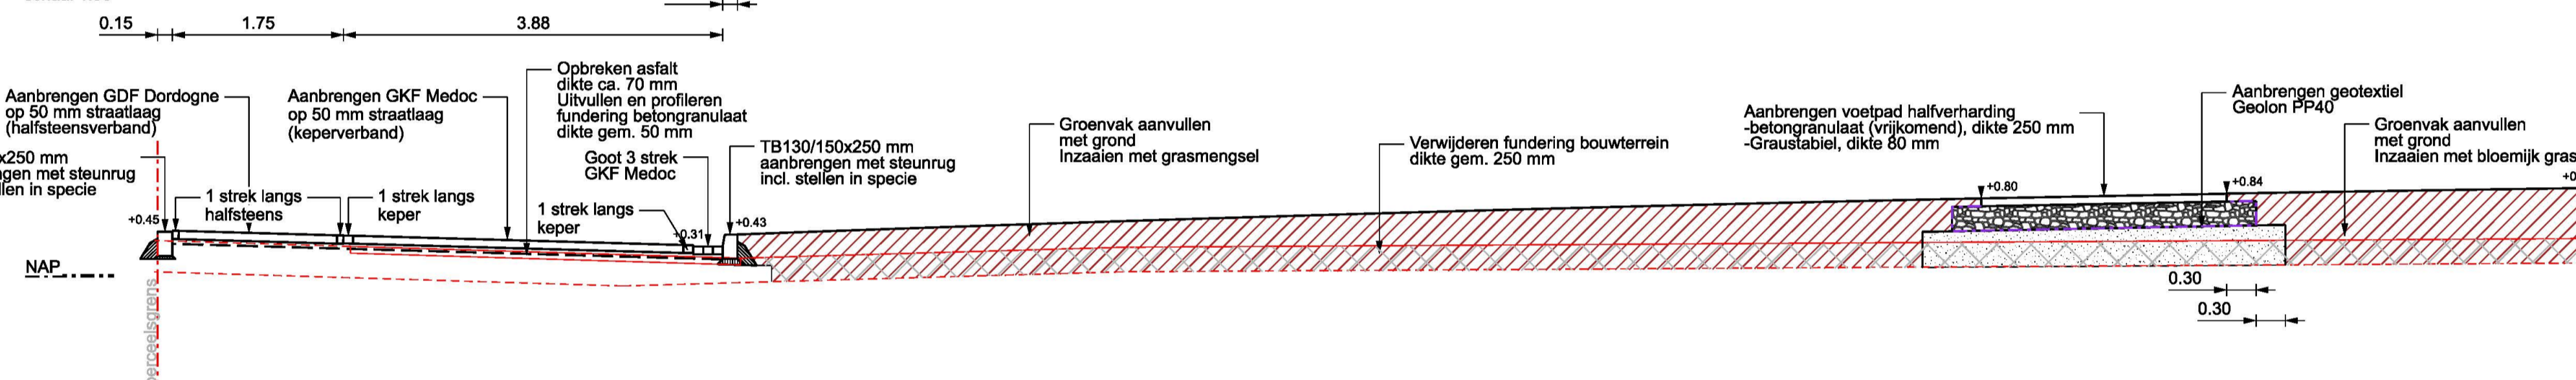 0.15
1.75
3.88
Aanbrengen GDF Dordogne
op 50 mm straatlaag
(halfsteensverband)
Aanbrengen GKF Medoc
op 50 mm straatlaag
(keperverband)
Opbreken asfalt
dikte ca. 70 mm
Uitvullen en profileren
fundering betongranulaat
dikte gem. 50 mm
Goot 3 strek
GKF Medoc
TB130/150x250 mm
aanbrengen met steunrug
incl. stellen in specie
x250 mm
gen met steunrug
llen in specie
1 strek langs
halfsteens
1 strek langs
keper
1 strek langs
keper
+0.45
+0.31
+0.43
NAP
perceelsgrens
Groenvak aanvullen
met grond
Inzaaien met grasmengsel
Verwijderen fundering bouwterrein
dikte gem. 250 mm
Aanbrengen voetpad halfverharding
-betongranulaat (vrijkomend), dikte 250 mm
-Graustabiel, dikte 80 mm
Aanbrengen geotextiel
Geolon PP40
Groenvak aanvullen
met grond
Inzaaien met bloemijk gras
+0.80
+0.84
+0
0.30
0.30